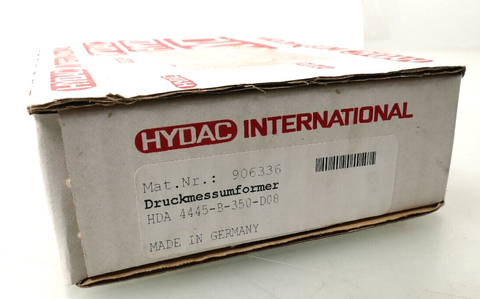 HYDAC INTERNATIONAL
Mat.Nr.: 906336
Druckmessumformer
HDA 4445-B-350-D08
MADE IN GERMANY